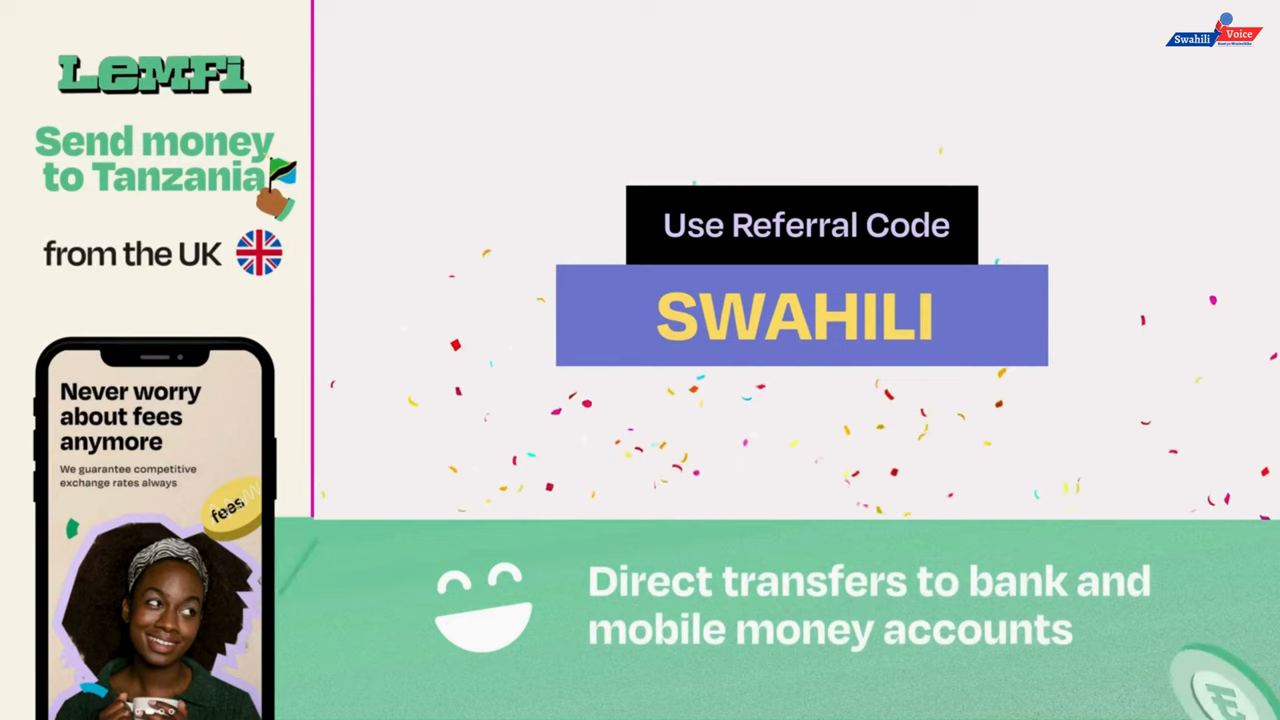 LeMFi
Send money
to Tanzania
from the UK
Never worry
about fees
anymore
We guarantee competitive
exchange rates always
fees
Swahili
Voice
Use Referral Code
SWAHILI
Direct transfers to bank and
mobile money accounts